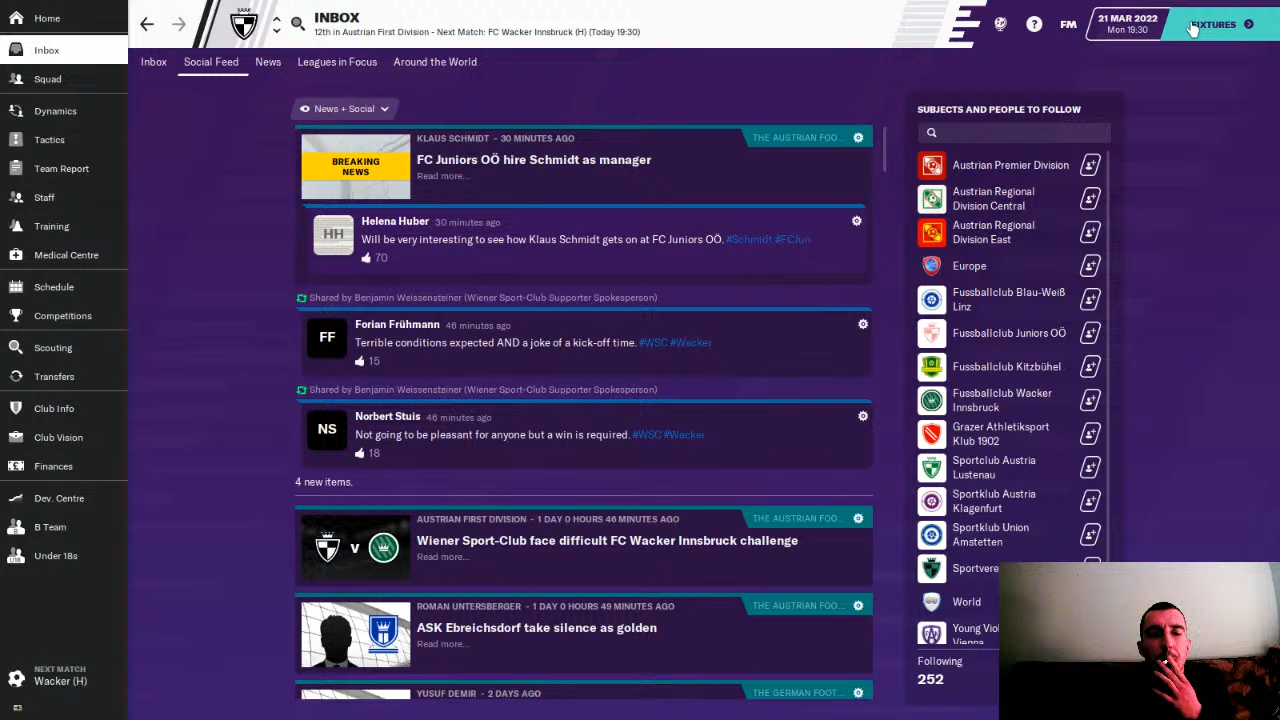 Home
Inbox
Squad
Dynamics
Tactics
Team Report
Staff
Training
Medical Centre
Schedule
Competitions
Scouting
Transfers
Club Info
Club Vision
Finances
Dev. Centre
B Team
Under 18s
NEXT MATCH
Wacker (H)
INBOX
12th in Austrian First Division - Next Match: FC Wacker Innsbruck (H) (Today 19:30)
?
FM
21 MAR 2022
Mon 19:30
FIXTURES
Inbox
Social Feed
News
Leagues in Focus
Around the World
News + Social
BREAKING
NEWS
KLAUS SCHMIDT - 30 MINUTES AGO
THE AUSTRIAN FOO...
FC Juniors OÖ hire Schmidt as manager
Read more...
HH
Helena Huber 30 minutes ago
Will be very interesting to see how Klaus Schmidt gets on at FC Juniors OÖ. #Schmidt #FCJun
70
Shared by Benjamin Weissensteiner (Wiener Sport-Club Supporter Spokesperson)
FF
Forian Frühmann 46 minutes ago
Terrible conditions expected AND a joke of a kick-off time. #WSC #Wacker
15
Shared by Benjamin Weissensteiner (Wiener Sport-Club Supporter Spokesperson)
NS
Norbert Stuis 46 minutes ago
Not going to be pleasant for anyone but a win is required. #WSC #Wacker
18
4 new items.
V
AUSTRIAN FIRST DIVISION - 1 DAY 0 HOURS 46 MINUTES AGO
THE AUSTRIAN FOO...
Wiener Sport-Club face difficult FC Wacker Innsbruck challenge
Read more...
ROMAN UNTERSBERGER - 1 DAY 0 HOURS 49 MINUTES AGO
THE AUSTRIAN FOO...
ASK Ebreichsdorf take silence as golden
Read more...
YUSUF DEMIR - 2 DAYS AGO
THE GERMAN FOOT...
SUBJECTS AND PEOPLE TO FOLLOW
Austrian Premier Division
Austrian Regional
Division Central
Austrian Regional
Division East
Europe
Fussballclub Blau-Weiß
Linz
Fussballclub Juniors OÖ
Fussballclub Kitzbühel
Fussballclub Wacker
Innsbruck
Grazer Athletiksport
Klub 1902
Sportclub Austria
Lustenau
Sportklub Austria
Klagenfurt
Sportklub Union
Amstetten
Sportvere
World
Young Viol
Vienna
Following
252